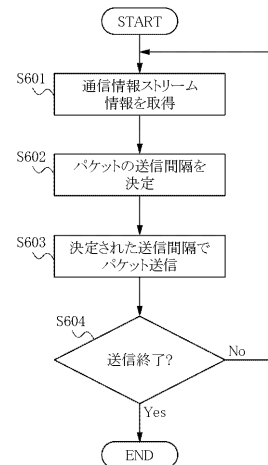 START
S601
通信情報ストリーム
情報を取得
S602
パケットの送信間隔を
決定
S603
決定された送信間隔で
パケット送信
S604
送信終了?
No
Yes
END